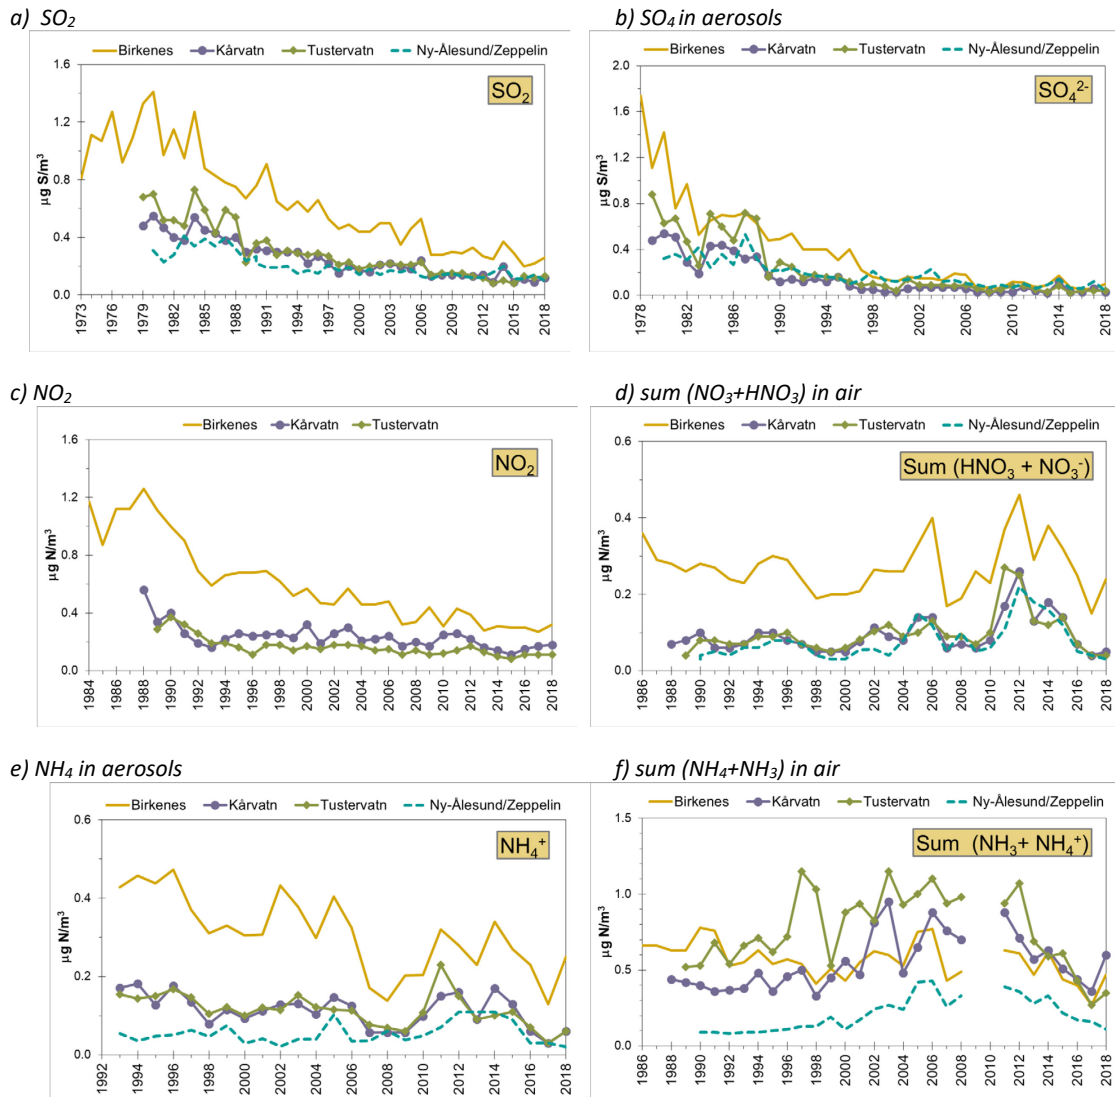 a) SO₂
Birkenes Kårvatn Tustervatn Ny-Ålesund/Zeppelin
SO₂
µg S/m³
1.6
1.2
0.8
0.4
0.0
1973 1976 1979 1982 1985 1988 1991 1994 1997 2000 2003 2006 2009 2012 2015 2018
b) SO₄ in aerosols
Birkenes Kårvatn Tustervatn Ny-Ålesund/Zeppelin
SO₄²⁻
µg S/m³
2.0
1.6
1.2
0.8
0.4
0.0
1978 1982 1986 1990 1994 1998 2002 2006 2010 2014 2018
c) NO₂
Birkenes Kårvatn Tustervatn
NO₂
µg N/m³
1.6
1.2
0.8
0.4
0.0
1984 1986 1988 1990 1992 1994 1996 1998 2000 2002 2004 2006 2008 2010 2012 2014 2016 2018
d) sum (NO₃+HNO₃) in air
Birkenes Kårvatn Tustervatn Ny-Ålesund/Zeppelin
Sum (HNO₃ + NO₃⁻)
µg N/m³
0.6
0.4
0.2
0.0
1986 1988 1990 1992 1994 1996 1998 2000 2002 2004 2006 2008 2010 2012 2014 2016 2018
e) NH₄ in aerosols
Birkenes Kårvatn Tustervatn Ny-Ålesund/Zeppelin
NH₄⁺
µg N/m³
0.6
0.4
0.2
0.0
1992 1994 1996 1998 2000 2002 2004 2006 2008 2010 2012 2014 2016 2018
f) sum (NH₄+NH₃) in air
Birkenes Kårvatn Tustervatn Ny-Ålesund/Zeppelin
Sum (NH₃+ NH₄⁺)
µg N/m³
1.5
1.0
0.5
0.0
1986 1988 1990 1992 1994 1996 1998 2000 2002 2004 2006 2008 2010 2012 2014 2016 2018